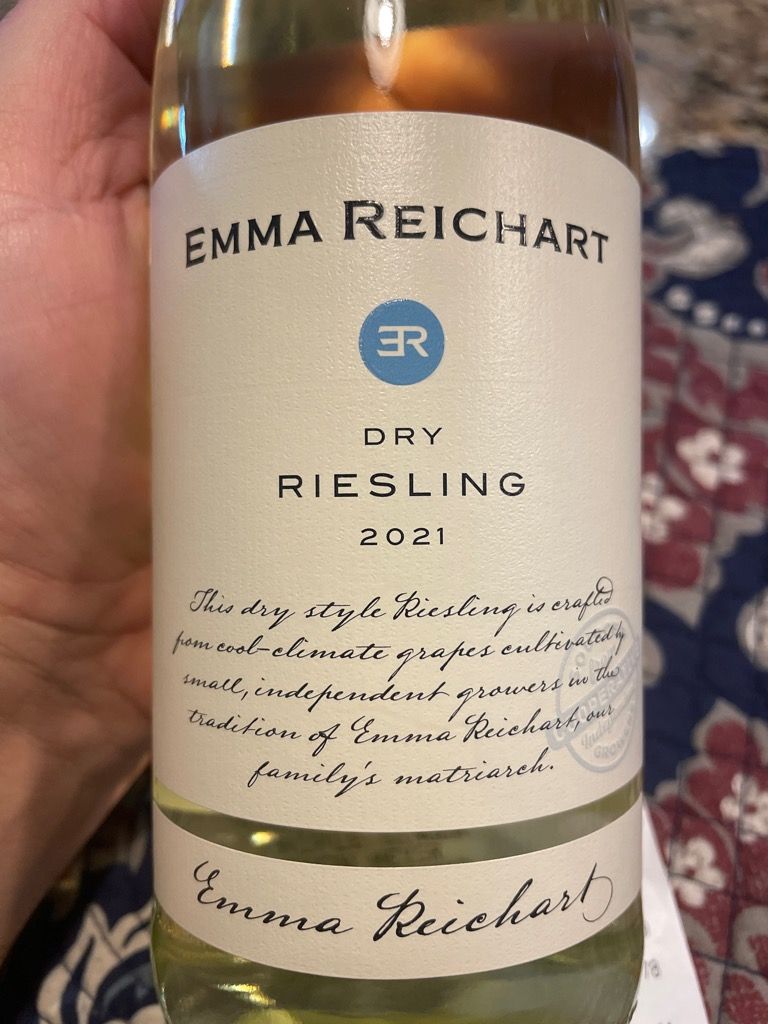 EMMA REICHART
ER
DRY
RIESLING
2021
This dry style Riesling is crafted
from cool-climate grapes cultivated by
small, independent growers in the
tradition of Emma Reichart, our
family's matriarch.
Emma Reichart